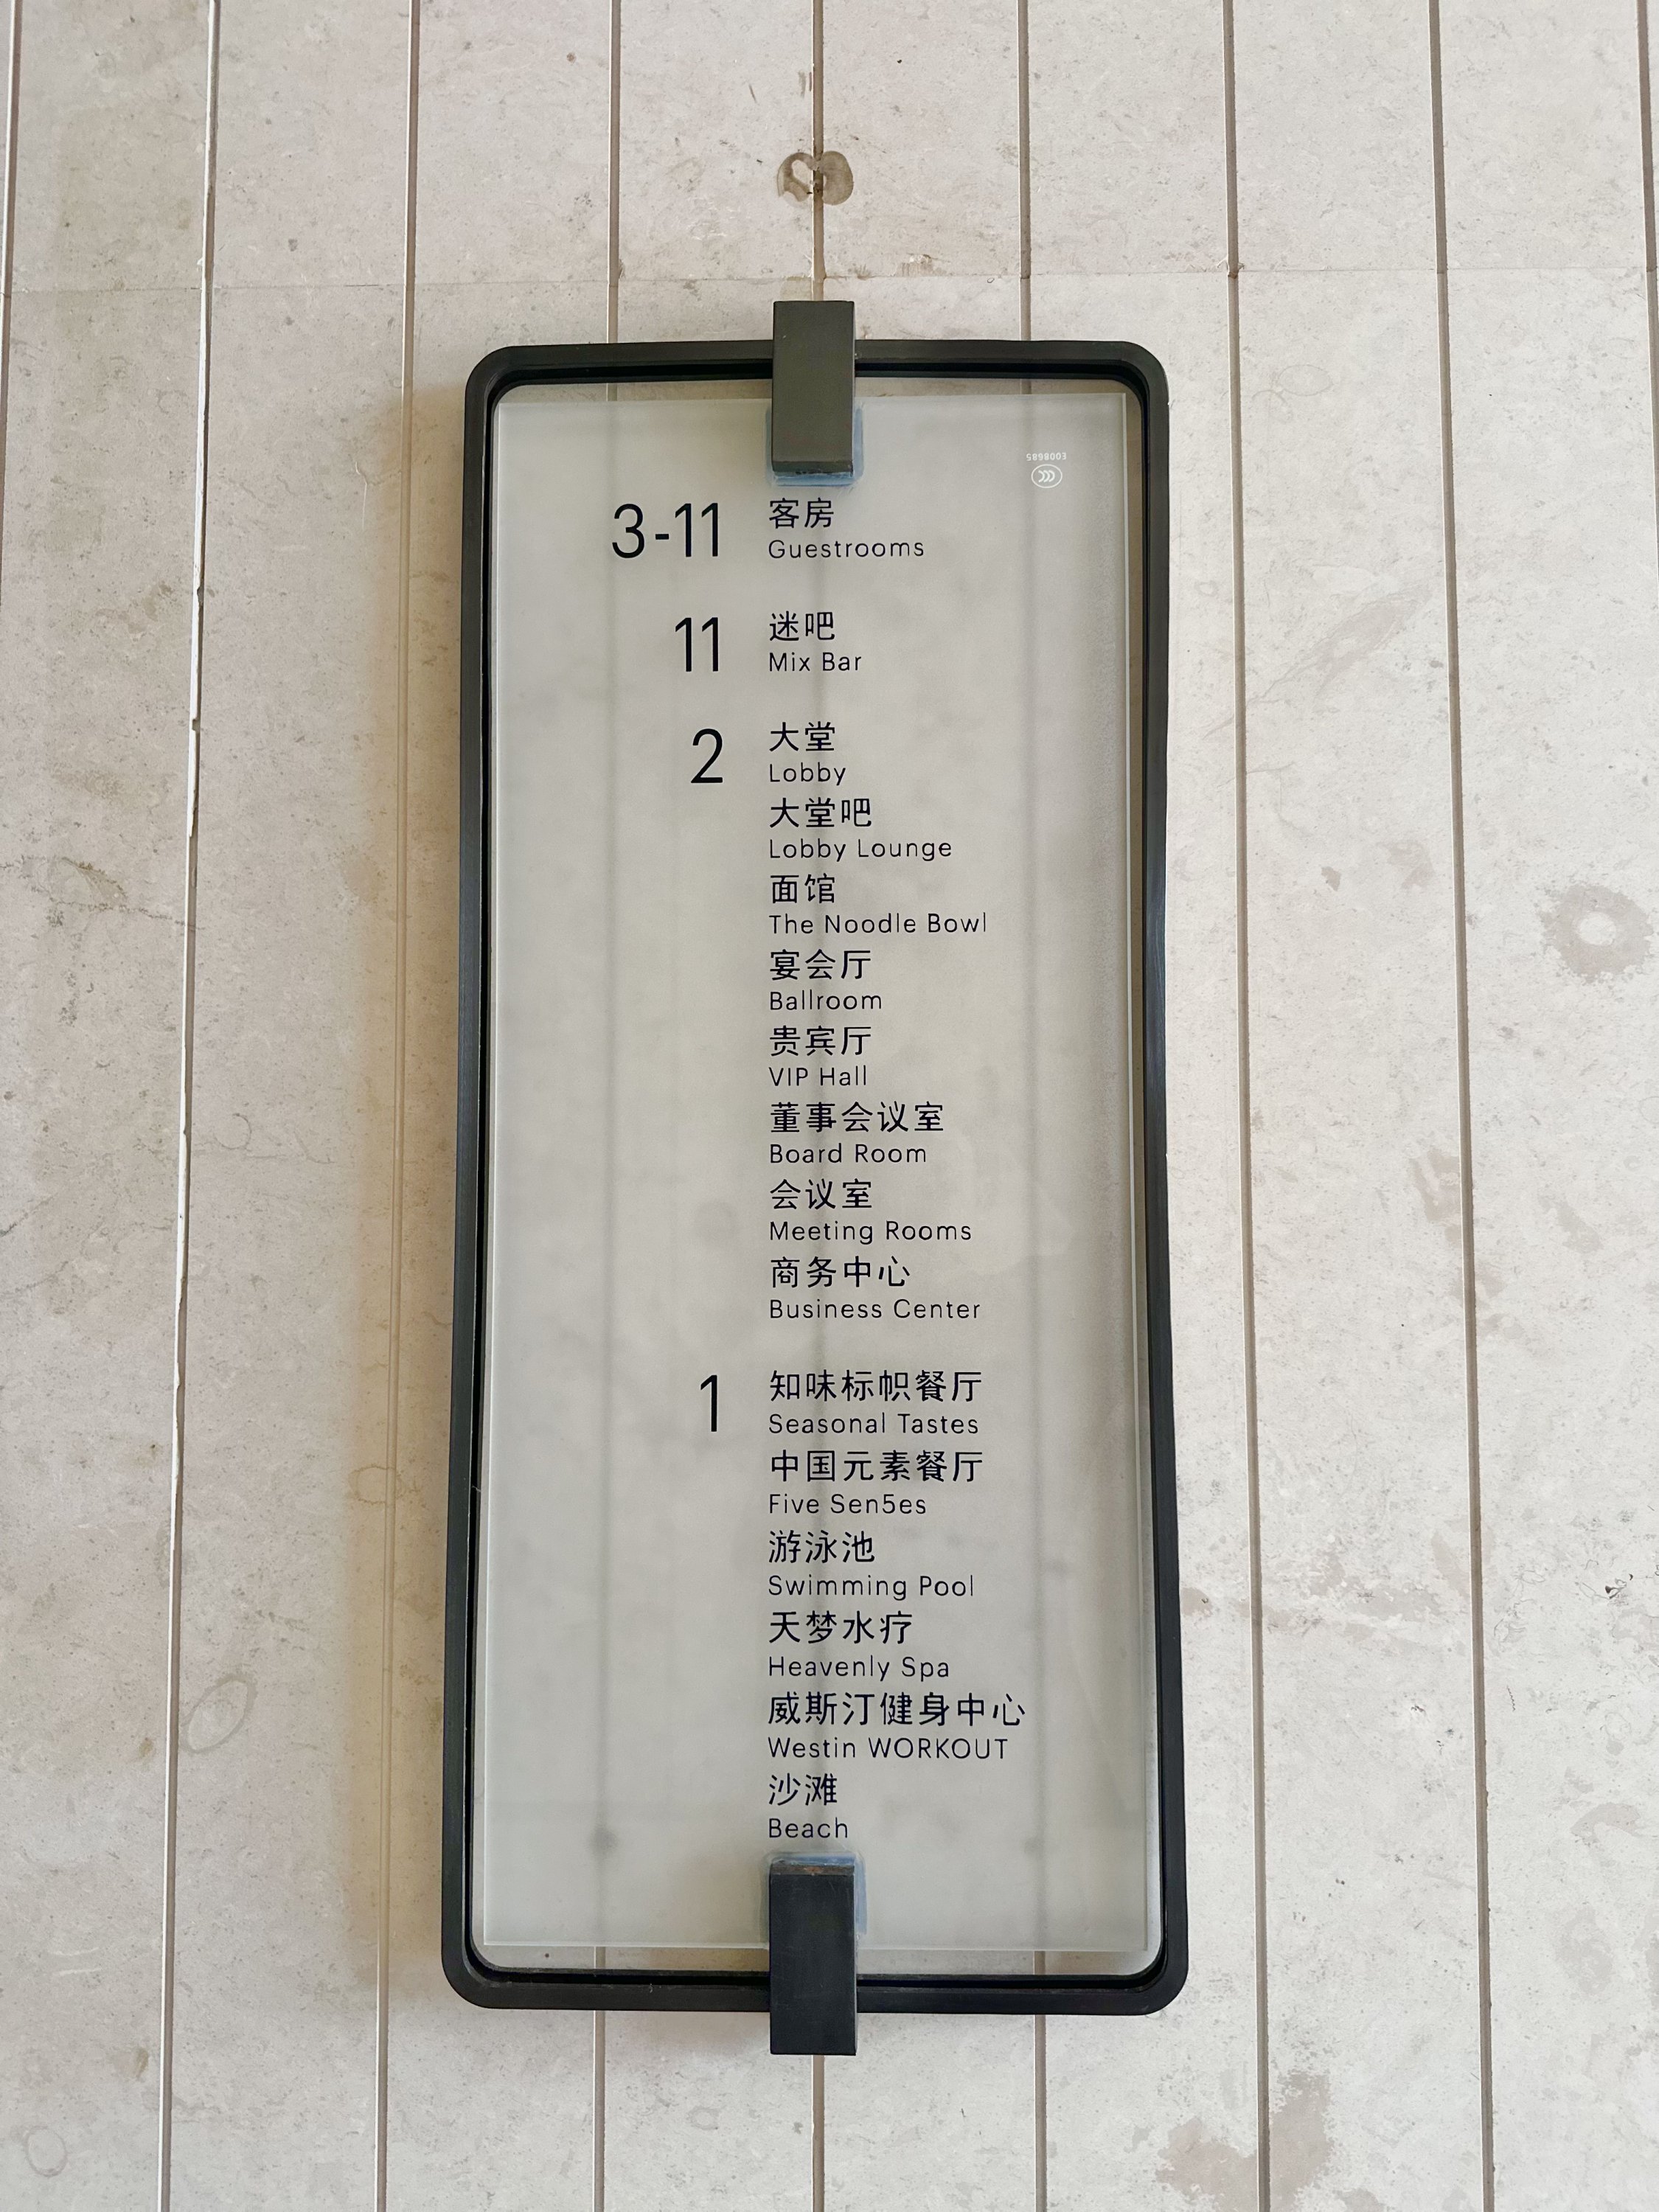 E008685
3-11 客房
Guestrooms
11 迷吧
Mix Bar
2 大堂
Lobby
大堂吧
Lobby Lounge
面馆
The Noodle Bowl
宴会厅
Ballroom
贵宾厅
VIP Hall
董事会议室
Board Room
会议室
Meeting Rooms
商务中心
Business Center
1 知味标帜餐厅
Seasonal Tastes
中国元素餐厅
Five Sen5es
游泳池
Swimming Pool
天梦水疗
Heavenly Spa
威斯汀健身中心
Westin WORKOUT
沙滩
Beach